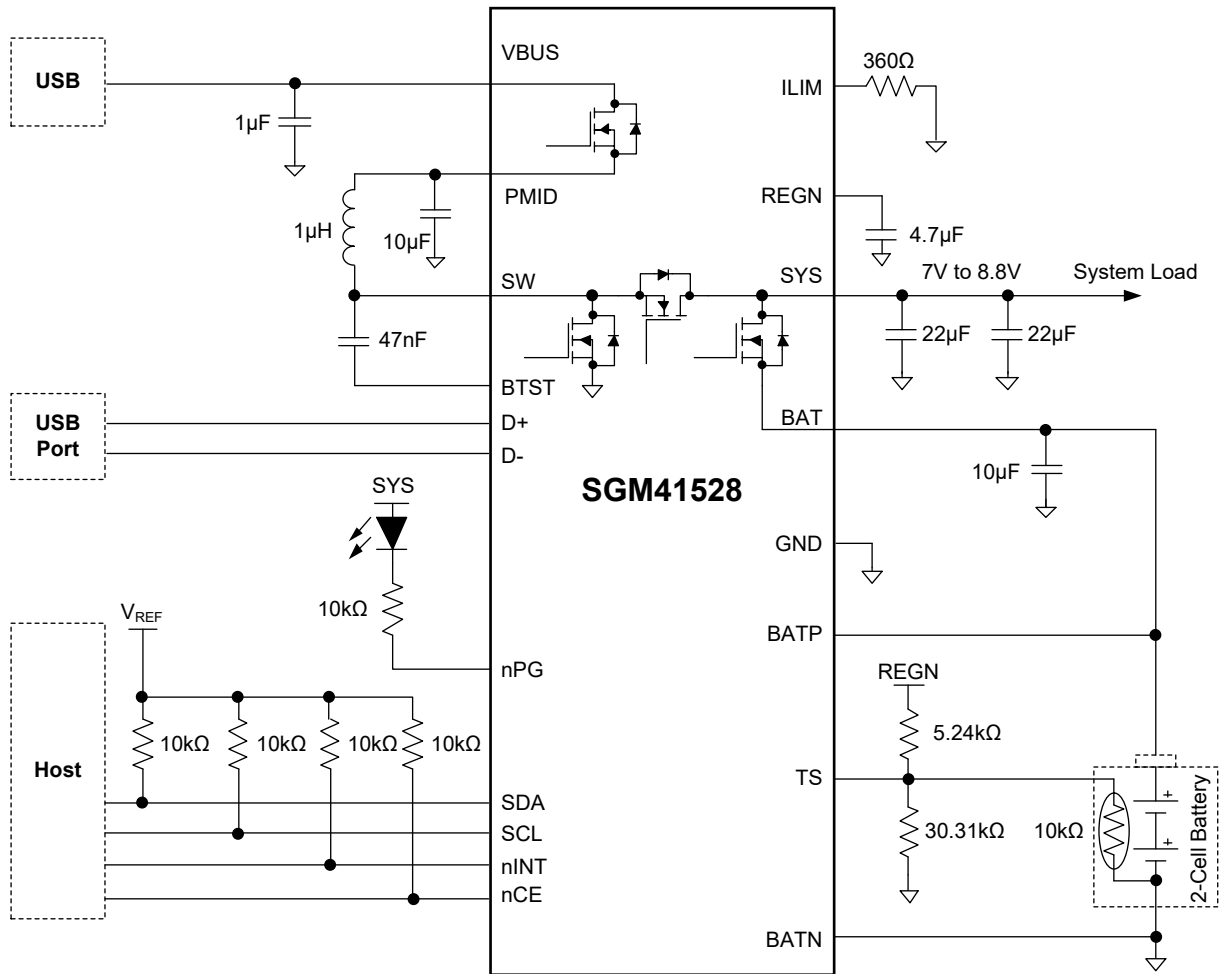 USB
1µF
VBUS
PMID
1µH
10µF
SW
47nF
BTST
USB
Port
D+
D-
SYS
10kΩ
nPG
VREF
10kΩ
10kΩ
10kΩ
10kΩ
Host
SDA
SCL
nINT
nCE
SGM41528
ILIM
360Ω
REGN
4.7µF
SYS
7V to 8.8V
System Load
22µF
22µF
BAT
10µF
GND
BATP
REGN
5.24kΩ
TS
30.31kΩ
10kΩ
+
+
2-Cell Battery
BATN